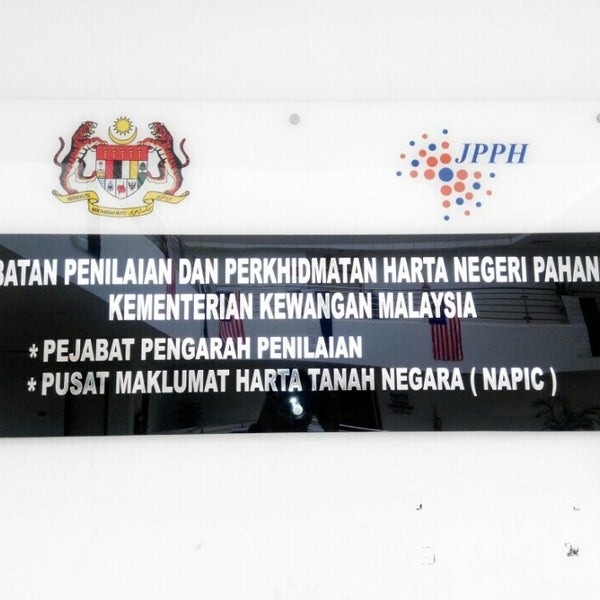 JPPH
BATAN PENILAIAN DAN PERKHIDMATAN HARTA NEGERI PAHAN
KEMENTERIAN KEWANGAN MALAYSIA
* PEJABAT PENGARAH PENILAIAN
* PUSAT MAKLUMAT HARTA TANAH NEGARA ( NAPIC )